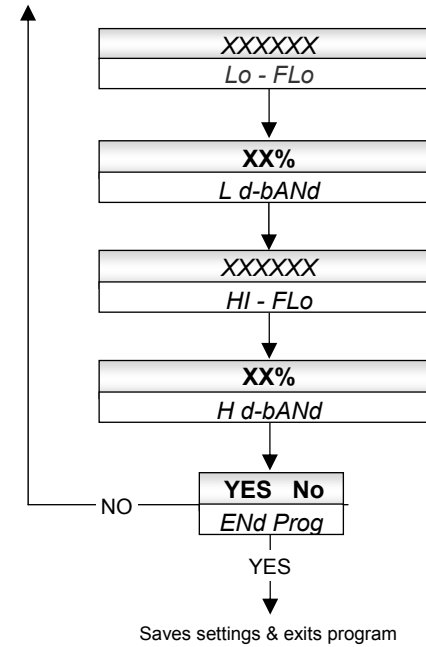 XXXXXX
Lo - FLo
XX%
L d-bANd
XXXXXX
HI - FLo
XX%
H d-bANd
YES No
NO
ENd Prog
YES
Saves settings & exits program